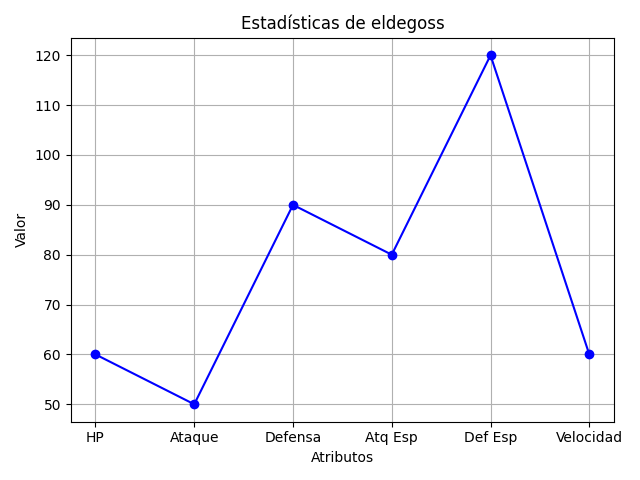 Estadísticas de eldegoss
Valor
120
110
100
90
80
70
60
50
HP Ataque Defensa Atq Esp Def Esp Velocidad
Atributos